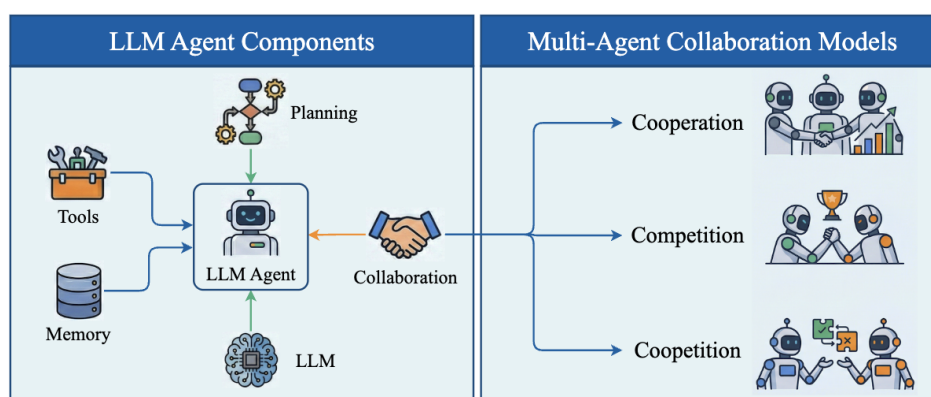 LLM Agent Components
Multi-Agent Collaboration Models
Planning
Tools
LLM Agent
Collaboration
Memory
LLM
Cooperation
Competition
Coopetition